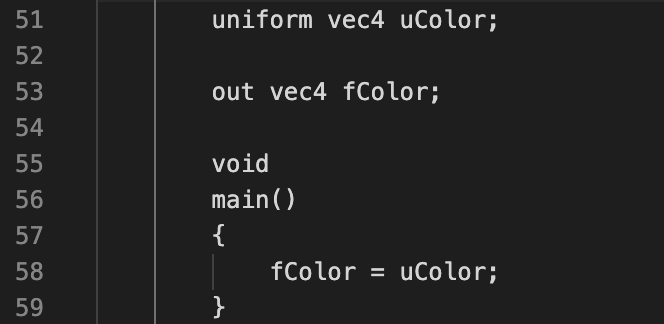 51 uniform vec4 uColor;
52
53 out vec4 fColor;
54
55 void
56 main()
57 {
58 fColor = uColor;
59 }